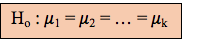 Hₒ : μ₁ = μ₂ = … = μₖ